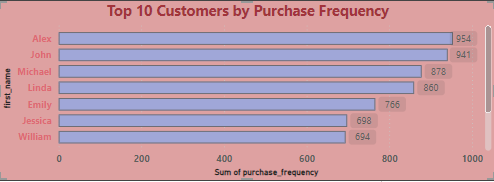 Top 10 Customers by Purchase Frequency
first_name
Alex 954
John 941
Michael 878
Linda 860
Emily 766
Jessica 698
William 694
0 200 400 600 800 1000
Sum of purchase_frequency